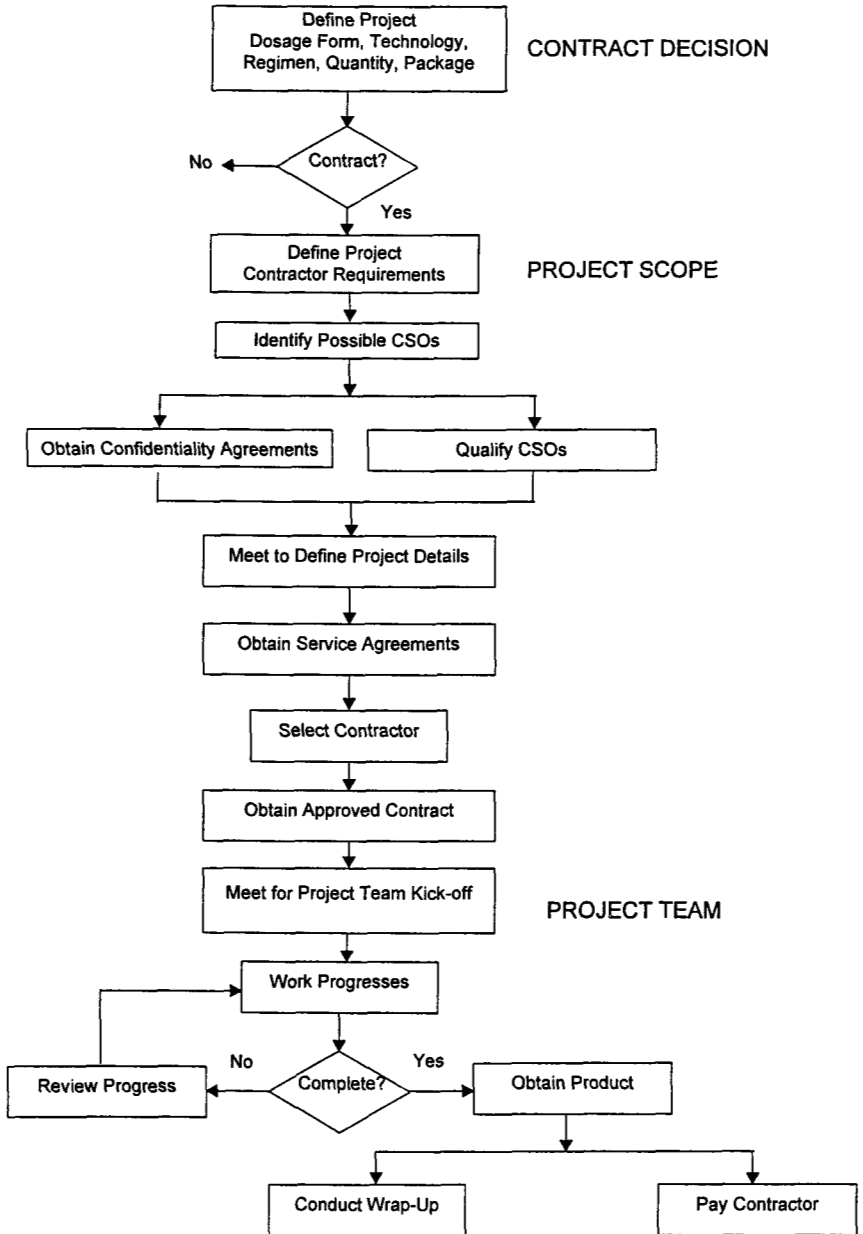 Define Project
Dosage Form, Technology,
Regimen, Quantity, Package
CONTRACT DECISION
No
Contract?
Yes
Define Project
Contractor Requirements
PROJECT SCOPE
Identify Possible CSOs
Obtain Confidentiality Agreements
Qualify CSOs
Meet to Define Project Details
Obtain Service Agreements
Select Contractor
Obtain Approved Contract
Meet for Project Team Kick-off
PROJECT TEAM
Work Progresses
No
Yes
Review Progress
Complete?
Obtain Product
Conduct Wrap-Up
Pay Contractor